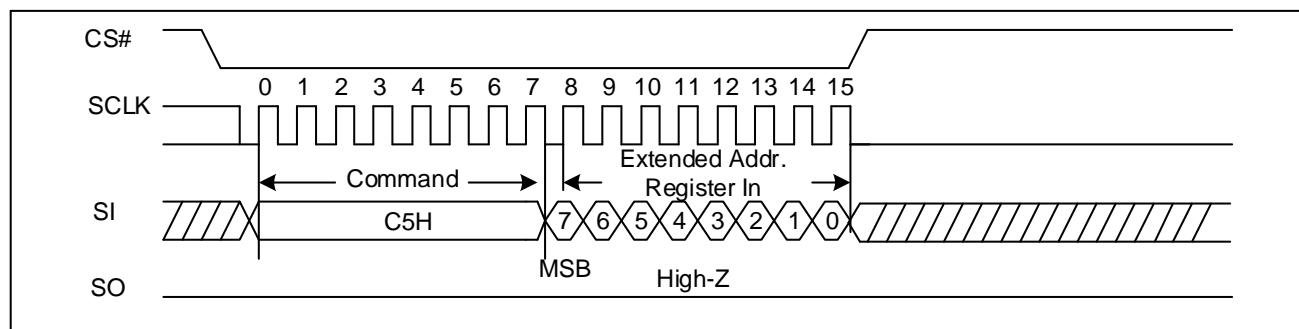 CS#
0 1 2 3 4 5 6 7 8 9 10 11 12 13 14 15
SCLK
Command
Extended Addr.
Register In
SI
C5H
7 6 5 4 3 2 1 0
MSB
High-Z
SO